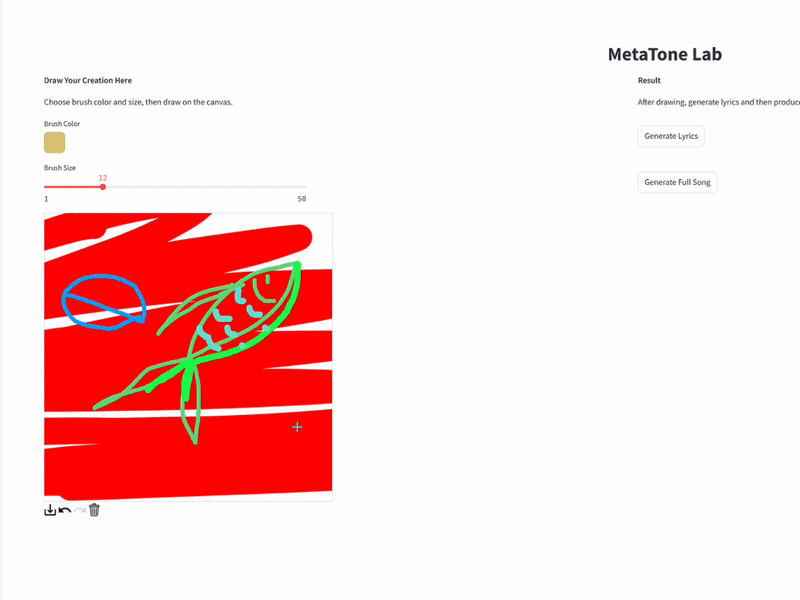 MetaTone Lab
Draw Your Creation Here
Choose brush color and size, then draw on the canvas.
Brush Color
Brush Size
12
1
50
Result
After drawing, generate lyrics and then produce
Generate Lyrics
Generate Full Song